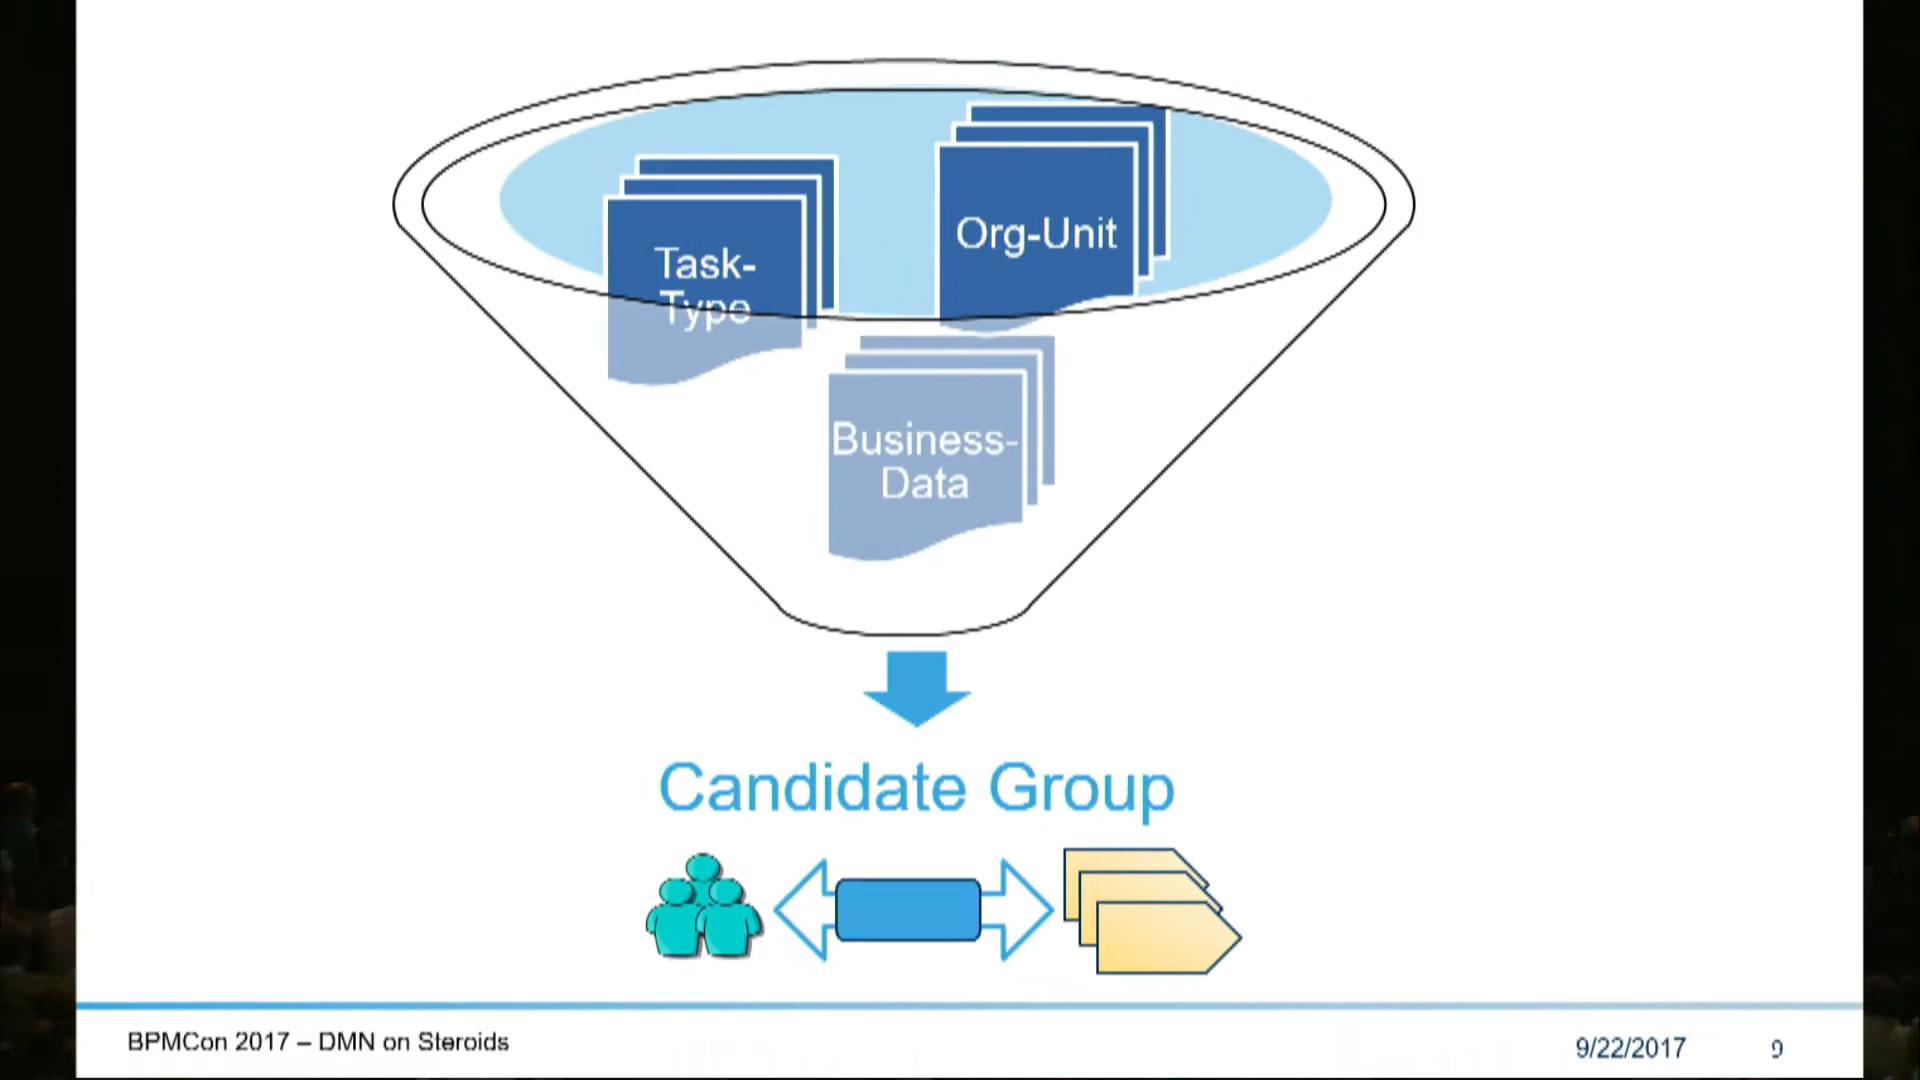 Org-Unit
Task-
Type
Business-
Data
Candidate Group
BPMCon 2017 – DMN on Steroids
9/22/2017
9